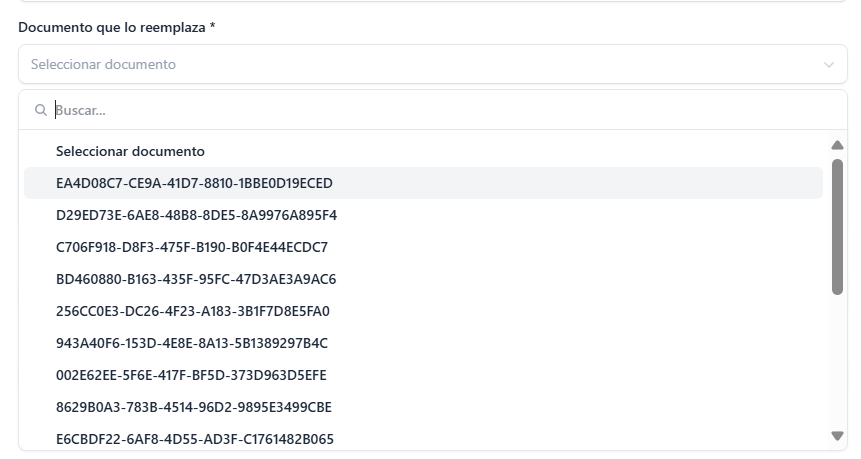 Documento que lo reemplaza *
Seleccionar documento
Buscar...
Seleccionar documento
EA4D08C7-CE9A-41D7-8810-1BBE0D19ECED
D29ED73E-6AE8-48B8-8DE5-8A9976A895F4
C706F918-D8F3-475F-B190-B0F4E44ECDC7
BD460880-B163-435F-95FC-47D3AE3A9AC6
256CC0E3-DC26-4F23-A183-3B1F7D8E5FA0
943A40F6-153D-4E8E-8A13-5B1389297B4C
002E62EE-5F6E-417F-BF5D-373D963D5EFE
8629B0A3-783B-4514-96D2-9895E3499CBE
E6CBDF22-6AF8-4D55-AD3F-C1761482B065